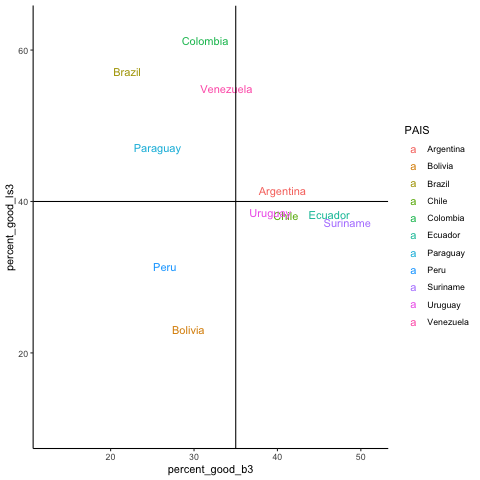 60
40
20
percent_good_ls3
Colombia
Brazil
Venezuela
Paraguay
Argentina
Uruguay
Chile
Ecuador
Suriname
Peru
Bolivia
20
30
40
50
percent_good_b3
PAIS
a Argentina
a Bolivia
a Brazil
a Chile
a Colombia
a Ecuador
a Paraguay
a Peru
a Suriname
a Uruguay
a Venezuela